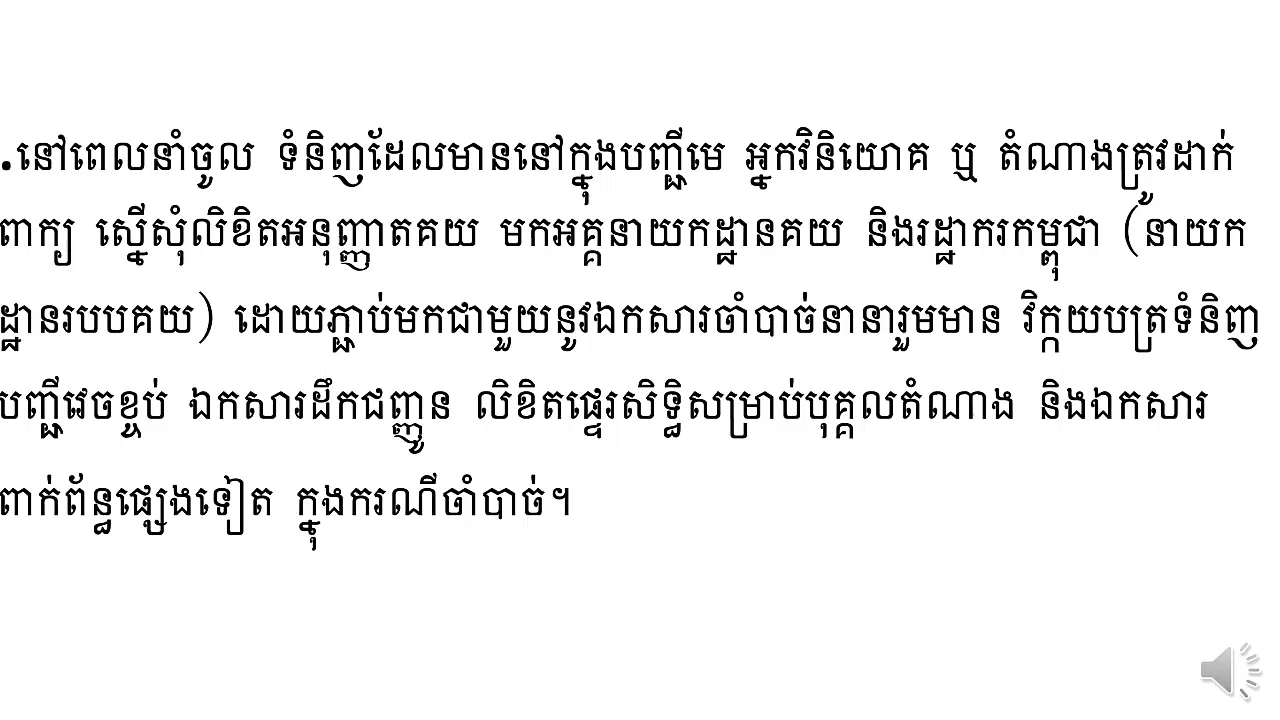 .នៅពេលនាំចូល ទំនិញដែលមាននៅក្នុងបញ្ជីមេ អ្នកវិនិយោគ ឬ តំណាងត្រូវដាក់
ពាក្យ ស្នើសុំលិខិតអនុញ្ញាតគយ មកអគ្គនាយកដ្ឋានគយ និងរដ្ឋាករកម្ពុជា (នាយក
ដ្ឋានរបបគយ) ដោយភ្ជាប់មកជាមួយនូវឯកសារចាំបាច់នានារួមមាន វិក្កយបត្រទំនិញ
បញ្ជីវេចខ្ចប់ ឯកសារដឹកជញ្ជូន លិខិតផ្ទេរសិទ្ធិសម្រាប់បុគ្គលតំណាង និងឯកសារ
ពាក់ព័ន្ធផ្សេងទៀត ក្នុងករណីចាំបាច់។